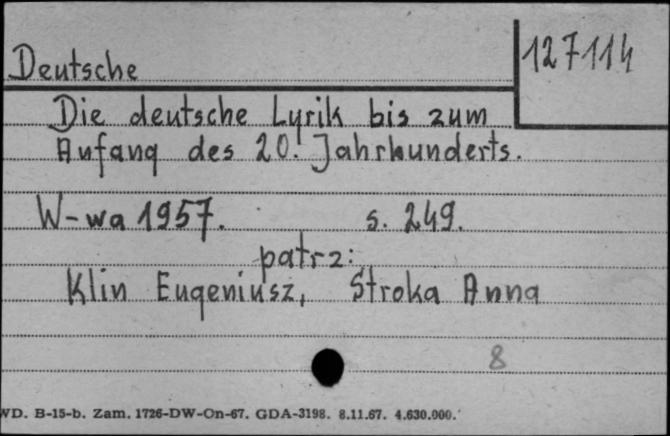 Deutsche
127114
Die deutsche Lyrik bis zum
Anfang des 20. Jahrhunderts.
W-wa 1957. s. 249.
patrz:
Klin Eugeniusz, Stroka Anna
8
WD. B-15-b. Zam. 1726-DW-On-67. GDA-3198. 8.11.67. 4.630.000.